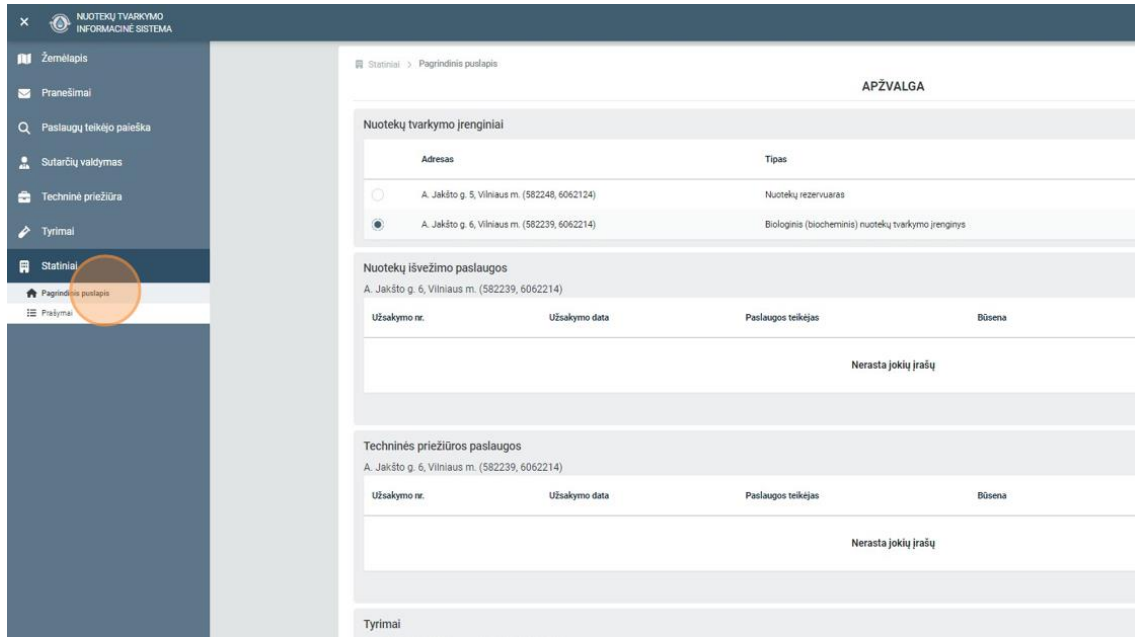 NUOTEKŲ TVARKYMO
INFORMACINĖ SISTEMA
Žemėlapis
Pranešimai
Paslaugų teikėjo paieška
Sutarčių valdymas
Techninė priežiūra
Tyrimai
Statiniai
Pagrindinis puslapis
Prašymai
Statiniai > Pagrindinis puslapis
APŽVALGA
Nuotekų tvarkymo įrenginiai
Adresas Tipas
A. Jakšto g. 5, Vilniaus m. (582248, 6062124) Nuotekų rezervuaras
A. Jakšto g. 6, Vilniaus m. (582239, 6062214) Biologinis (biocheminis) nuotekų tvarkymo įrenginys
Nuotekų išvežimo paslaugos
A. Jakšto g. 6, Vilniaus m. (582239, 6062214)
Užsakymo nr. Užsakymo data Paslaugos teikėjas Būsena
Nerasta jokių įrašų
Techninės priežiūros paslaugos
A. Jakšto g. 6, Vilniaus m. (582239, 6062214)
Užsakymo nr. Užsakymo data Paslaugos teikėjas Būsena
Nerasta jokių įrašų
Tyrimai